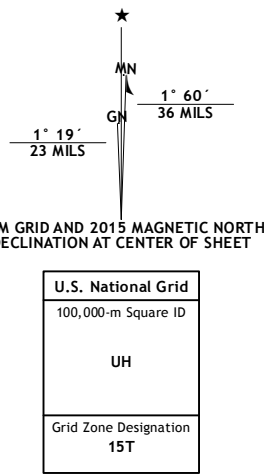 ★
MN
1° 60´
36 MILS
GN
1° 19´
23 MILS
M GRID AND 2015 MAGNETIC NORTH
ECLINATION AT CENTER OF SHEET
U.S. National Grid
100,000-m Square ID
UH
Grid Zone Designation
15T